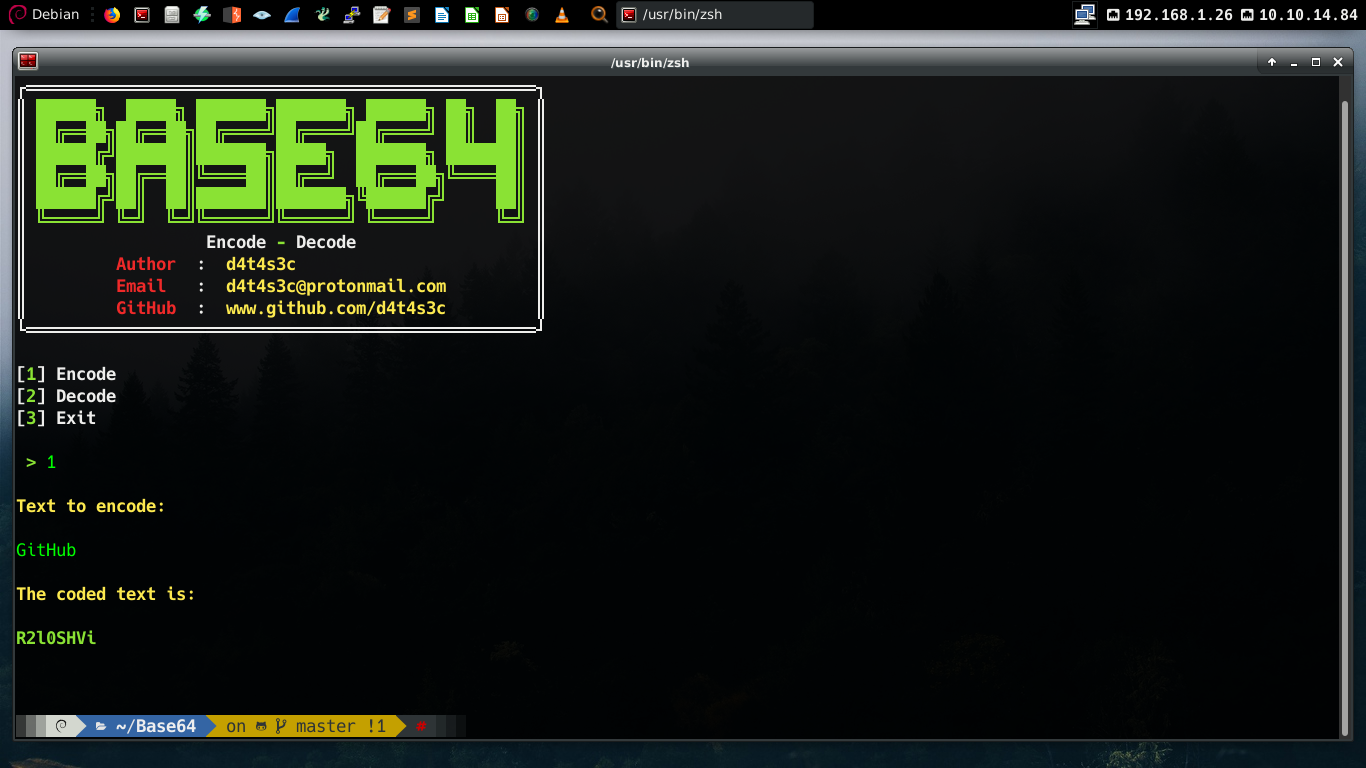 Debian
/usr/bin/zsh
192.168.1.26
10.10.14.84
/usr/bin/zsh
BASE64
Encode - Decode
Author : d4t4s3c
Email : d4t4s3c@protonmail.com
GitHub : www.github.com/d4t4s3c
[1] Encode
[2] Decode
[3] Exit
> 1
Text to encode:
GitHub
The coded text is:
R2l0SHVi
~/Base64 on master !1 #